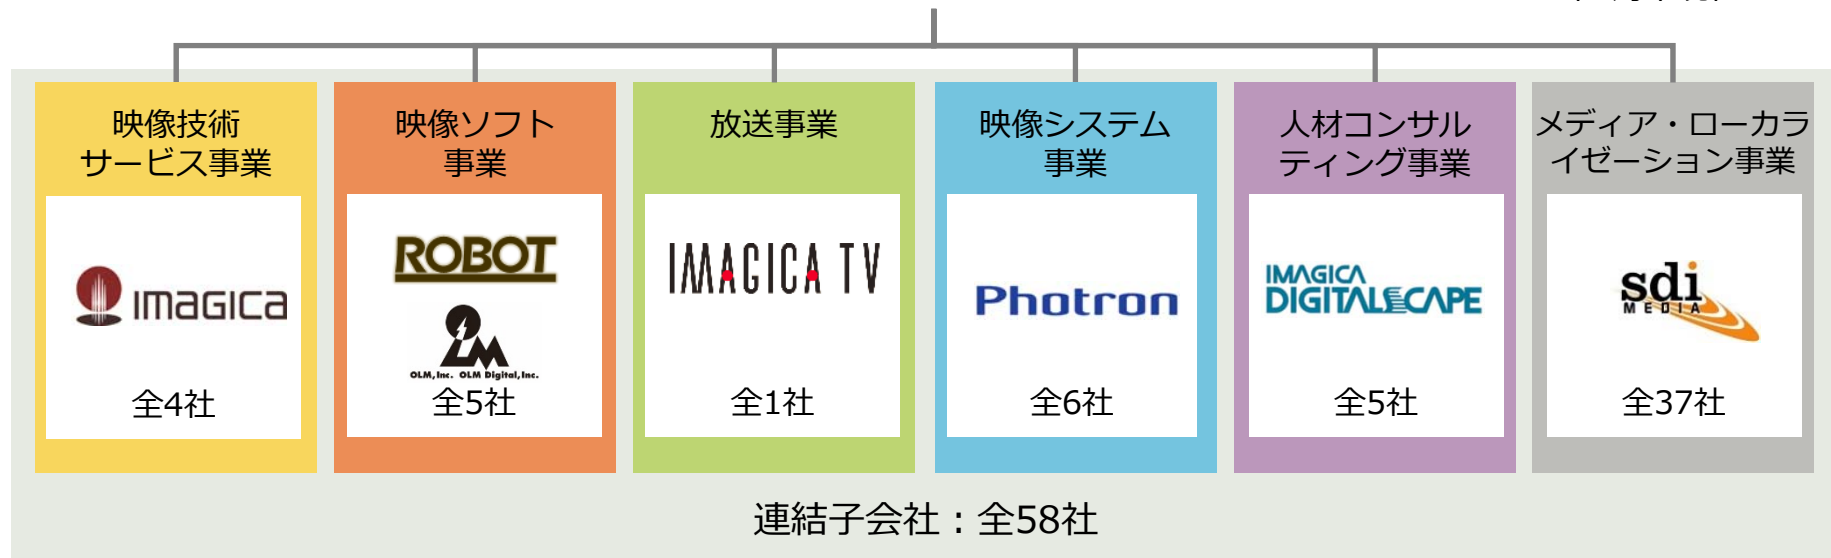 映像技術
サービス事業
映像ソフト
事業
放送事業
映像システム
事業
人材コンサル
ティング事業
メディア・ローカラ
イゼーション事業
IMAGICA
ROBOT
OLM
OLM,Inc. OLM Digital,Inc.
IMAGICA TV
Photron
IMAGICA
DIGITALSCAPE
sdi
MEDIA
全4社
全5社
全1社
全6社
全5社
全37社
連結子会社：全58社